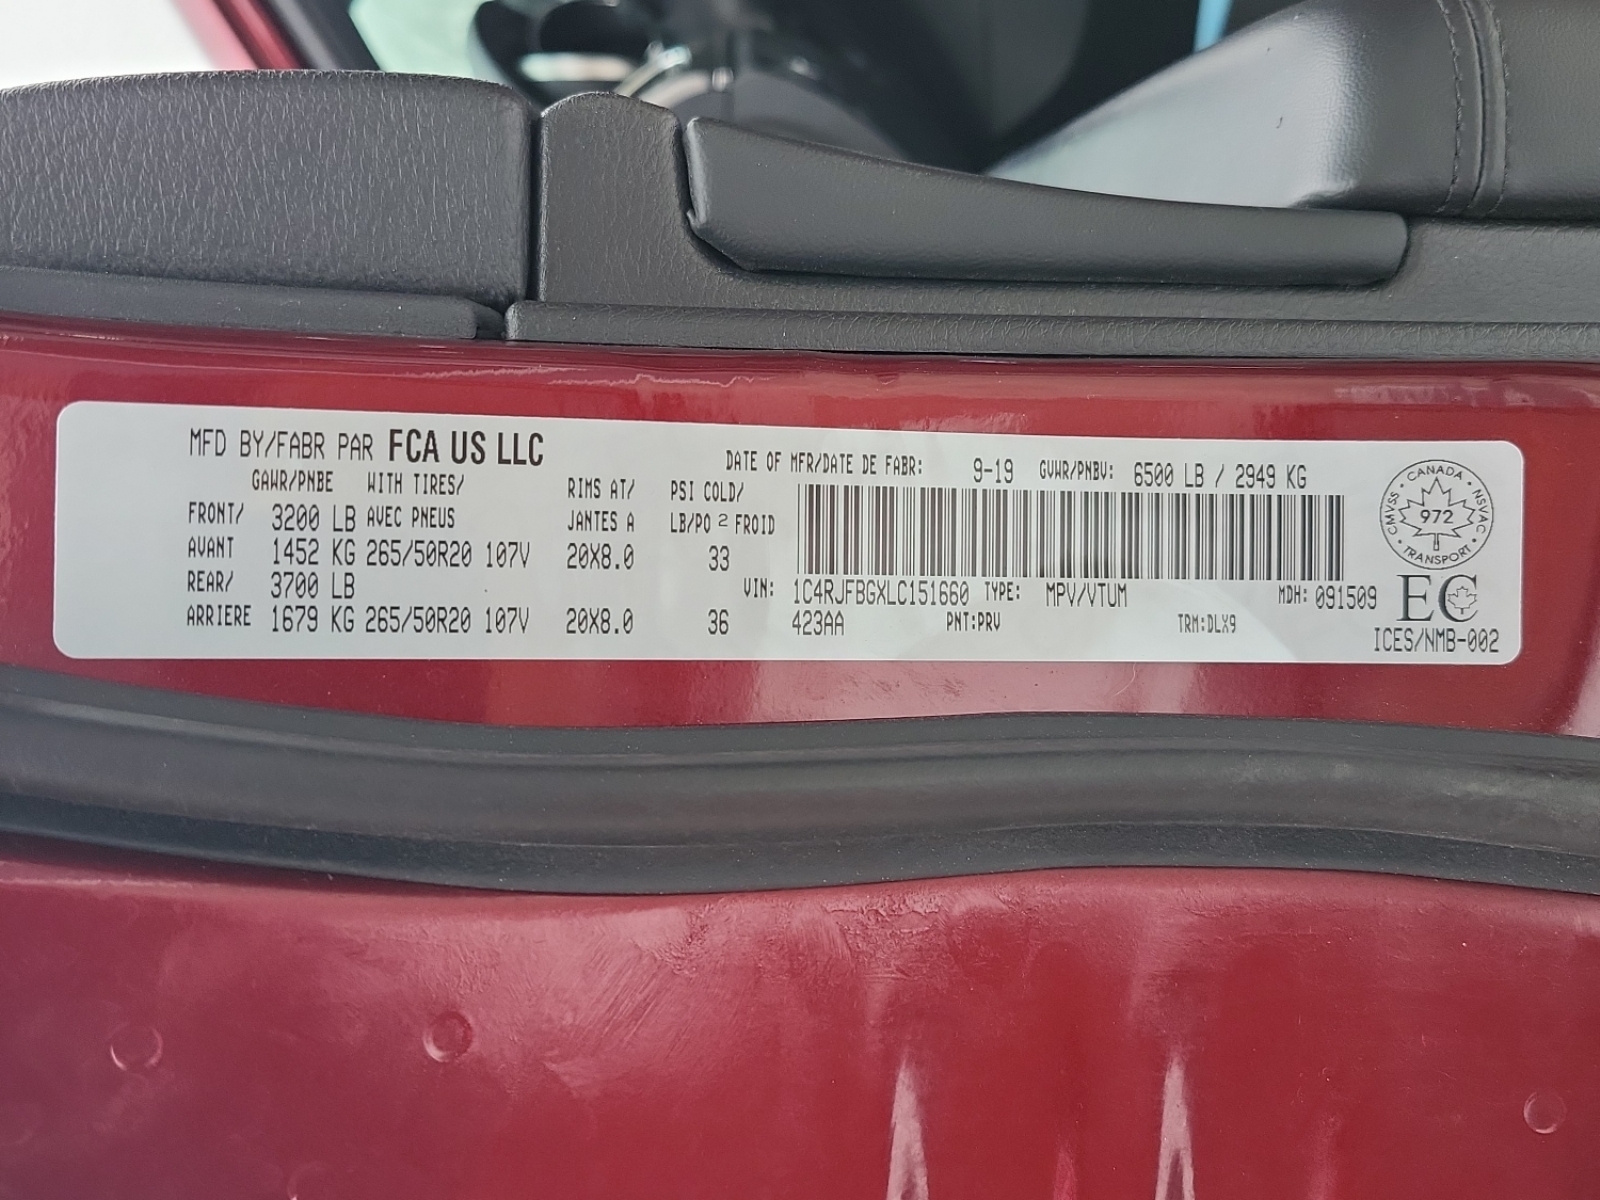 MFD BY/FABR PAR FCA US LLC
DATE OF MFR/DATE DE FABR: 9-19 GVWR/PNBV: 6500 LB / 2949 KG
GAWR/PNBE WITH TIRES/ RIMS AT/ PSI COLD/
FRONT/ 3200 LB AVEC PNEUS JANTES A LB/PO 2 FROID
AVANT 1452 KG 265/50R20 107V 20X8.0 33
REAR/ 3700 LB
ARRIERE 1679 KG 265/50R20 107V 20X8.0 36
VIN: 1C4RJFBGXLC151660 TYPE: MPV/VTUM MDH: 091509
423AA PNT:PRV TRM:DLX9
CANADA
CMVSS 972 NSVAC
TRANSPORT
EC
ICES/NMB-002